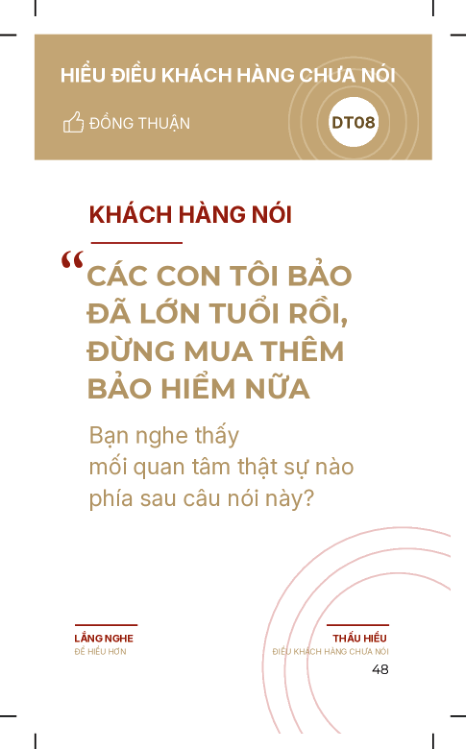 HIỂU ĐIỀU KHÁCH HÀNG CHƯA NÓI
ĐỒNG THUẬN
DT08
KHÁCH HÀNG NÓI
“CÁC CON TÔI BẢO
ĐÃ LỚN TUỔI RỒI,
ĐỪNG MUA THÊM
BẢO HIỂM NỮA
Bạn nghe thấy
mối quan tâm thật sự nào
phía sau câu nói này?
LẮNG NGHE
ĐỂ HIỂU HƠN
THẤU HIỂU
ĐIỀU KHÁCH HÀNG CHƯA NÓI
48